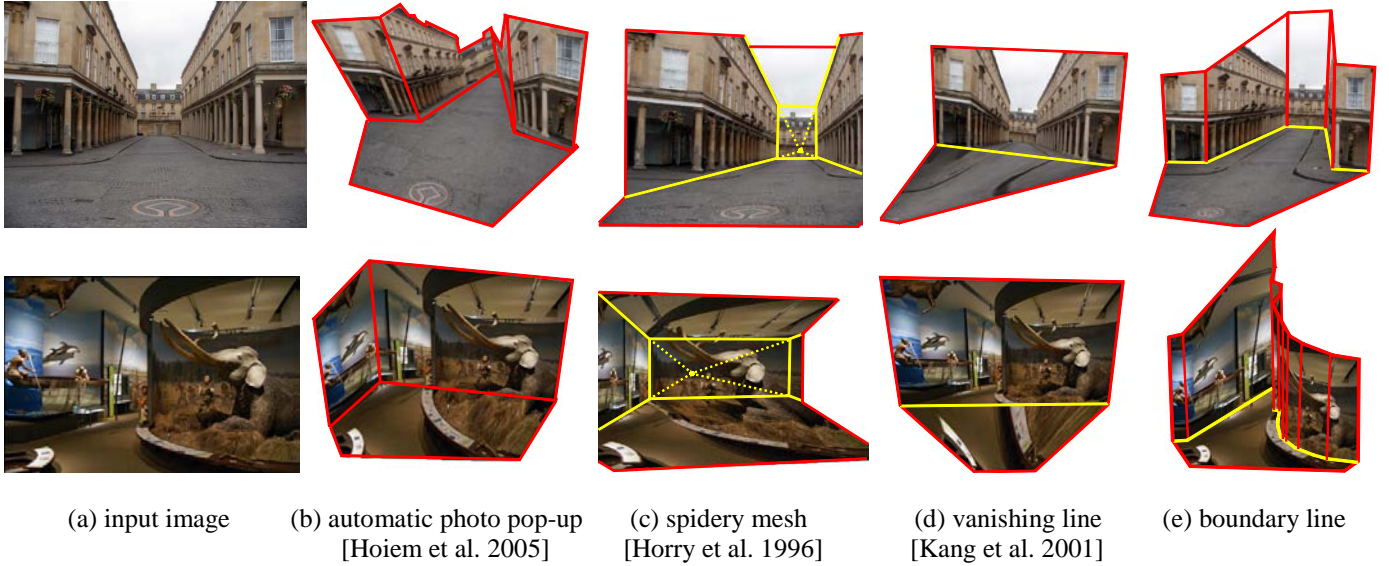 (a) input image
(b) automatic photo pop-up
[Hoiem et al. 2005]
(c) spidery mesh
[Horry et al. 1996]
(d) vanishing line
[Kang et al. 2001]
(e) boundary line